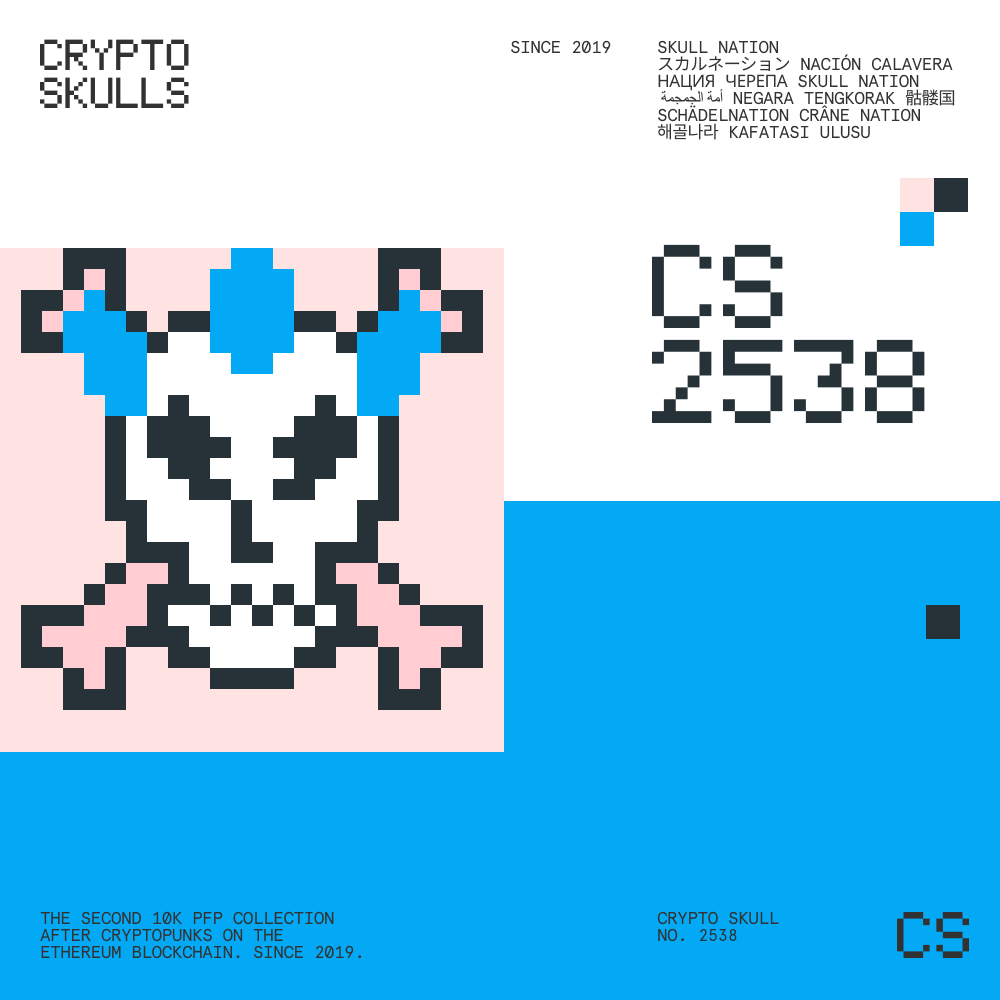 CRYPTO
SKULLS
SINCE 2019
SKULL NATION
スカルネーション NACIÓN CALAVERA
НАЦИЯ ЧЕРЕПА SKULL NATION
أمة الجمجمة NEGARA TENGKORAK 骷髅国
SCHÄDELNATION CRÂNE NATION
해골나라 KAFATASI ULUSU
CS
2538
THE SECOND 10K PFP COLLECTION
AFTER CRYPTOPUNKS ON THE
ETHEREUM BLOCKCHAIN. SINCE 2019.
CRYPTO SKULL
NO. 2538
CS